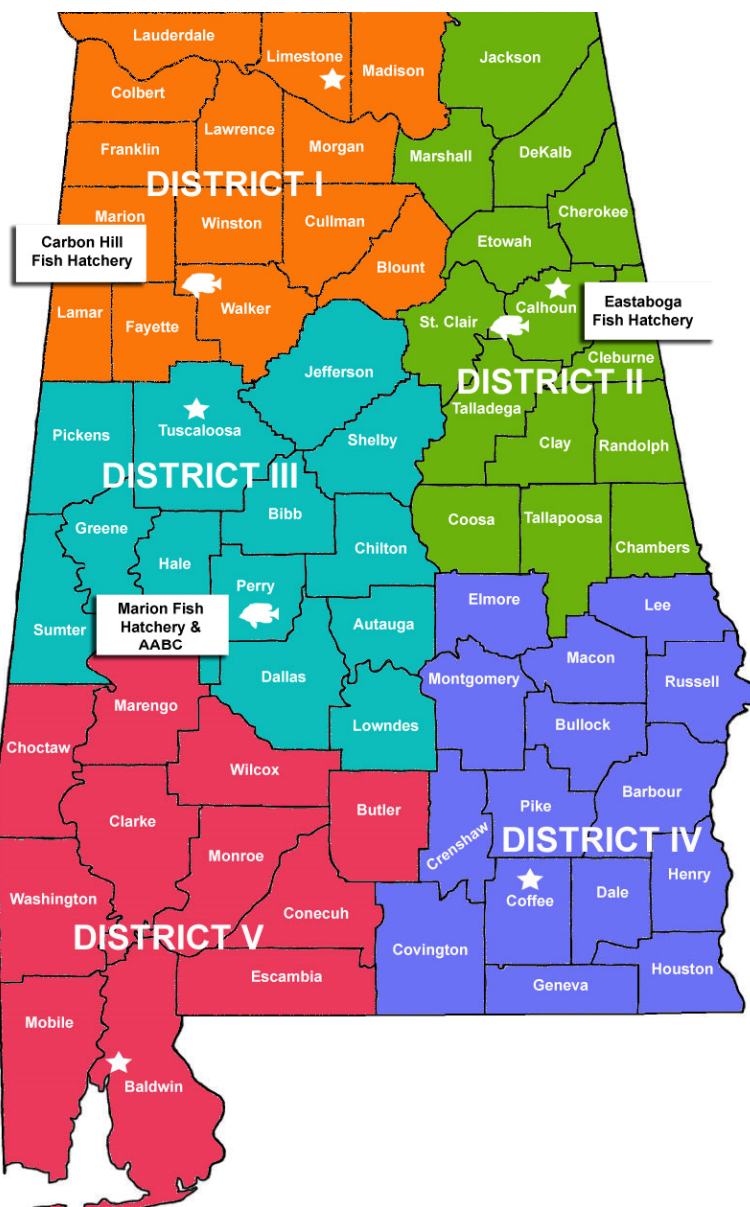 Lauderdale
Limestone
Madison
Jackson
Colbert
Lawrence
Franklin
Morgan
Marshall
DeKalb
DISTRICT I
Marion
Winston
Cullman
Cherokee
Carbon Hill
Fish Hatchery
Etowah
Blount
Lamar
Fayette
Walker
St. Clair
Calhoun
Eastaboga
Fish Hatchery
Jefferson
Cleburne
DISTRICT II
Talladega
Pickens
Tuscaloosa
Shelby
Clay
Randolph
DISTRICT III
Greene
Bibb
Coosa
Tallapoosa
Hale
Chilton
Chambers
Perry
Elmore
Lee
Marion Fish
Hatchery &
AABC
Sumter
Autauga
Macon
Dallas
Montgomery
Russell
Marengo
Lowndes
Bullock
Choctaw
Wilcox
Butler
Barbour
Clarke
Pike
Crenshaw
DISTRICT IV
Monroe
Henry
Washington
Coffee
Dale
Conecuh
DISTRICT V
Covington
Escambia
Houston
Geneva
Mobile
Baldwin